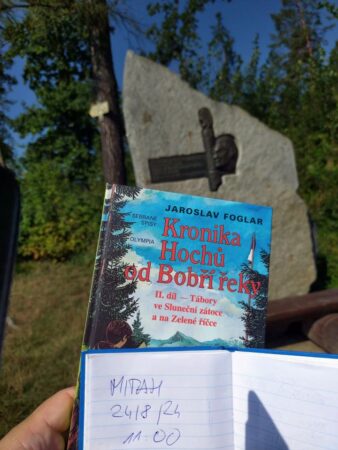 JAROSLAV FOGLAR
SEBRANÉ
SPISY
OLYMPIA
Kronika
Hochů
od Bobří řeky
II. díl — Tábory
ve Sluneční zátoce
a na Zelené říčce
MITAH
24/8/24
11:00